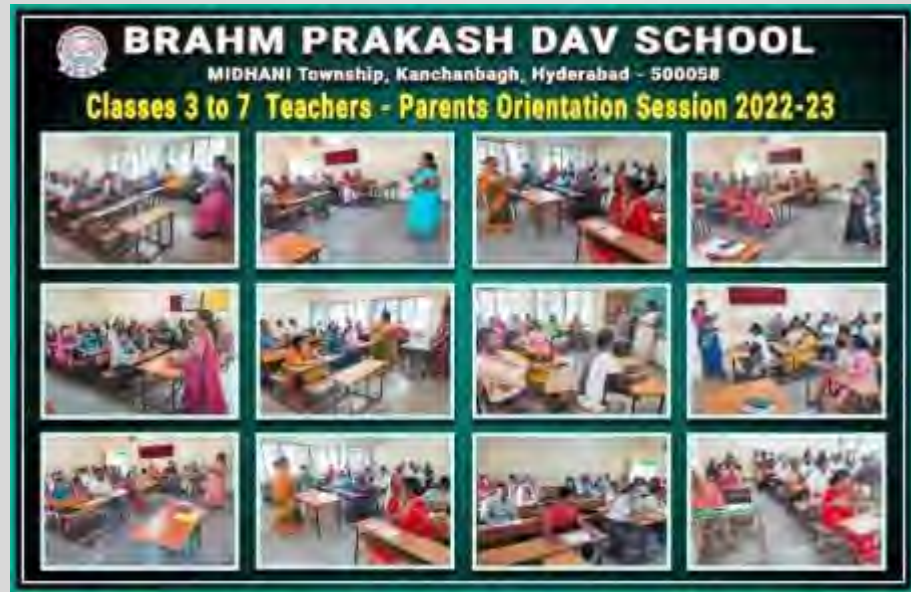 BRAHM PRAKASH DAV SCHOOL
MIDHANI Township, Kanchanbagh, Hyderabad - 500058
Classes 3 to 7 Teachers - Parents Orientation Session 2022-23